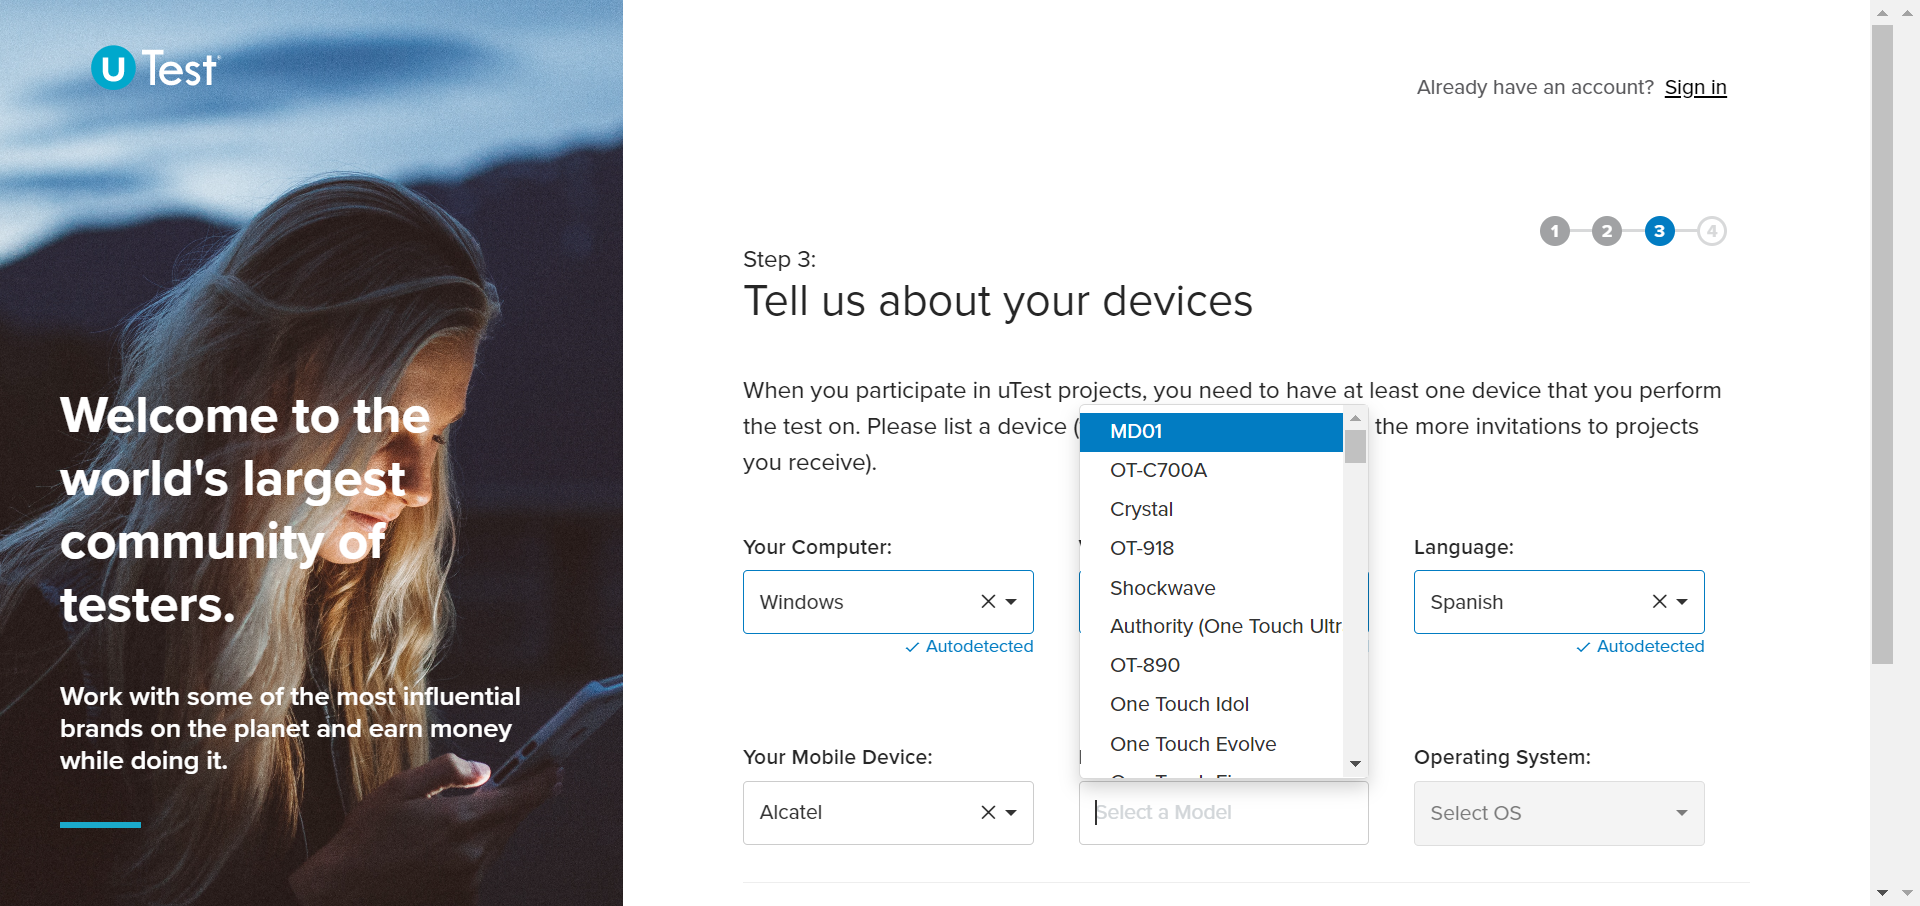 u Test
Already have an account? Sign in
1 2 3 4
Step 3:
Tell us about your devices
When you participate in uTest projects, you need to have at least one device that you perform
the test on. Please list a device (
the more invitations to projects
you receive).
MD01
OT-C700A
Crystal
OT-918
Shockwave
Authority (One Touch Ultr
OT-890
One Touch Idol
One Touch Evolve
Your Computer:
Windows
Autodetected
Language:
Spanish
Autodetected
Your Mobile Device:
Alcatel
Select a Model
Operating System:
Select OS
Welcome to the
world's largest
community of
testers.
Work with some of the most influential
brands on the planet and earn money
while doing it.